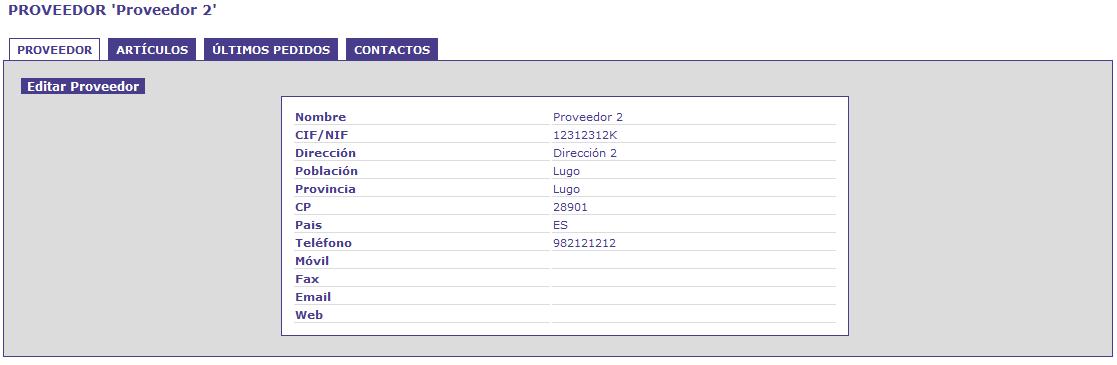 PROVEEDOR 'Proveedor 2'
PROVEEDOR ARTÍCULOS ÚLTIMOS PEDIDOS CONTACTOS
Editar Proveedor
Nombre Proveedor 2
CIF/NIF 12312312K
Dirección Dirección 2
Población Lugo
Provincia Lugo
CP 28901
Pais ES
Teléfono 982121212
Móvil
Fax
Email
Web